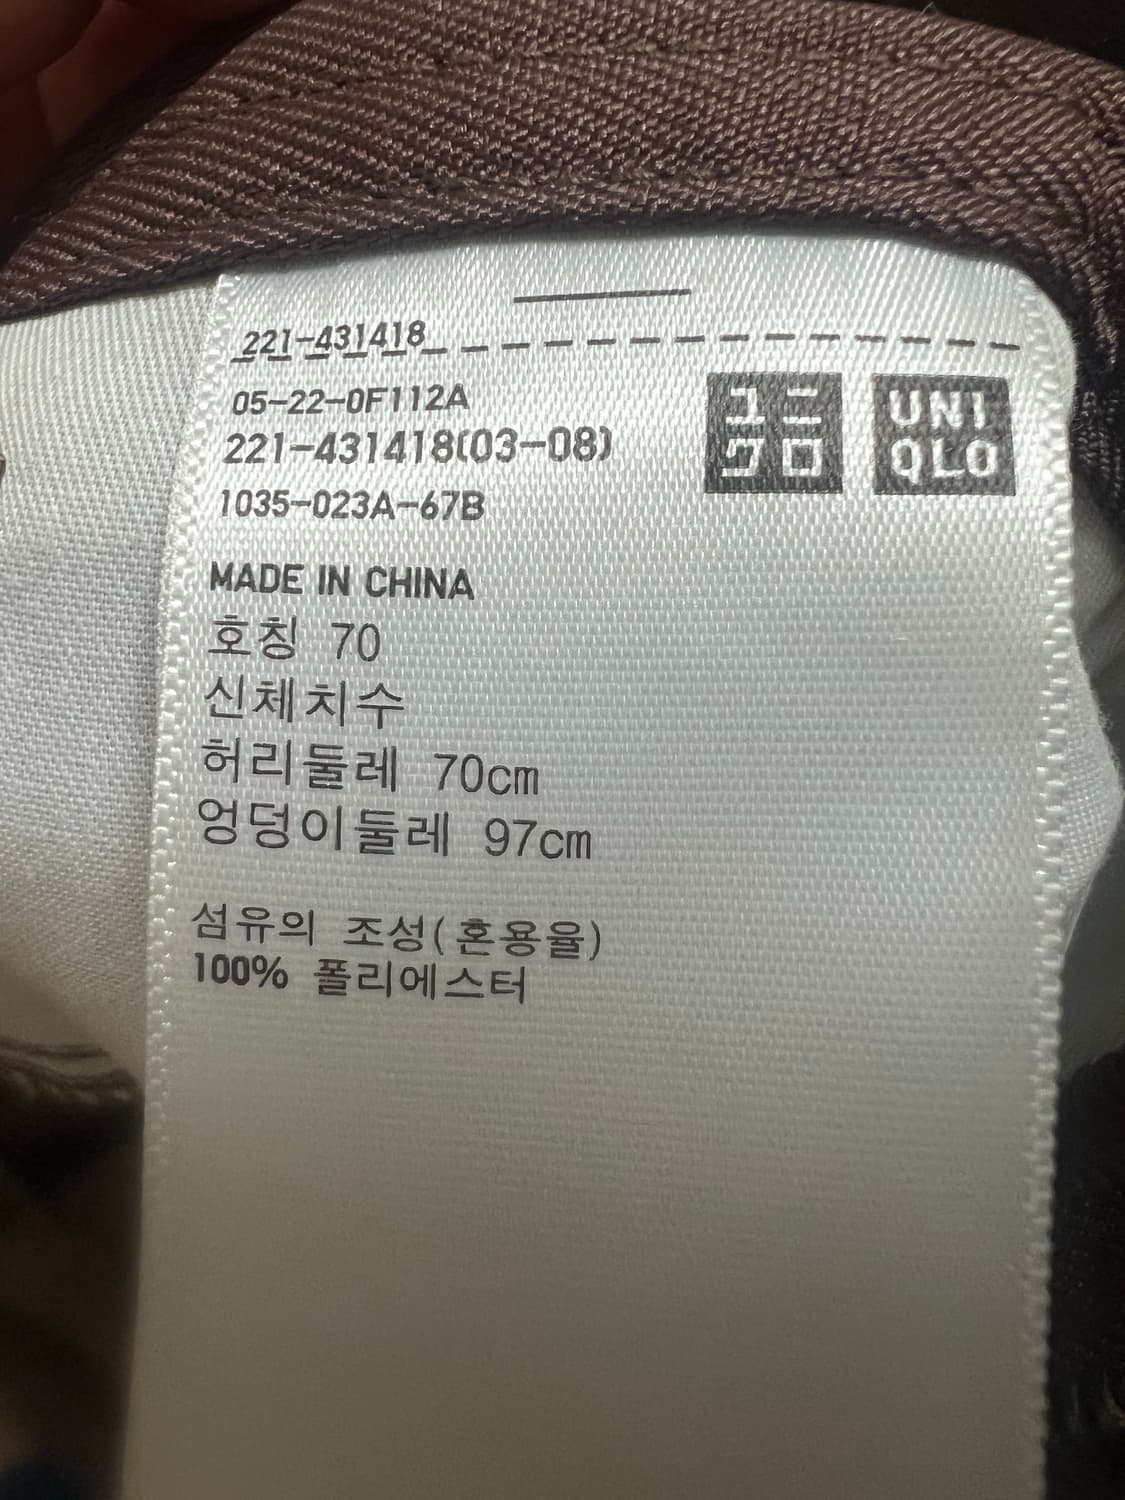 221-431418
05-22-0F112A
221-431418(03-08)
1035-023A-67B
ユニ
クロ
UNI
QLO
MADE IN CHINA
호칭 70
신체치수
허리둘레 70cm
엉덩이둘레 97cm
섬유의 조성(혼용율)
100% 폴리에스터